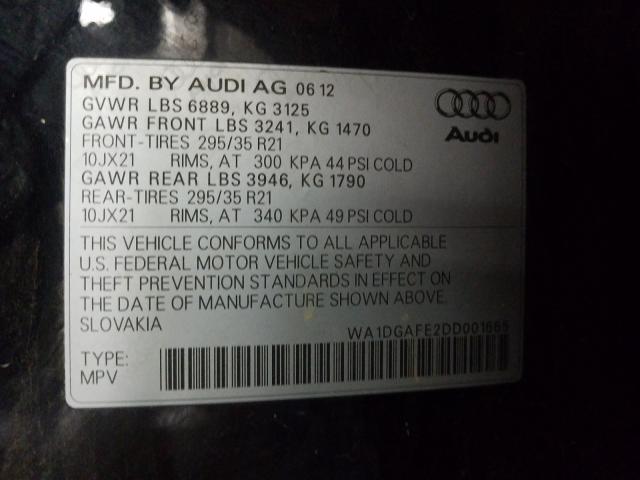 MFD. BY AUDI AG 06 12
GVWR LBS 6889, KG 3125
GAWR FRONT LBS 3241, KG 1470
FRONT-TIRES 295/35 R21
10JX21 RIMS, AT 300 KPA 44 PSI COLD
GAWR REAR LBS 3946, KG 1790
REAR-TIRES 295/35 R21
10JX21 RIMS, AT 340 KPA 49 PSI COLD
Audi
THIS VEHICLE CONFORMS TO ALL APPLICABLE
U.S. FEDERAL MOTOR VEHICLE SAFETY AND
THEFT PREVENTION STANDARDS IN EFFECT ON
THE DATE OF MANUFACTURE SHOWN ABOVE.
SLOVAKIA
WA1DGAFE2DD001665
TYPE:
MPV